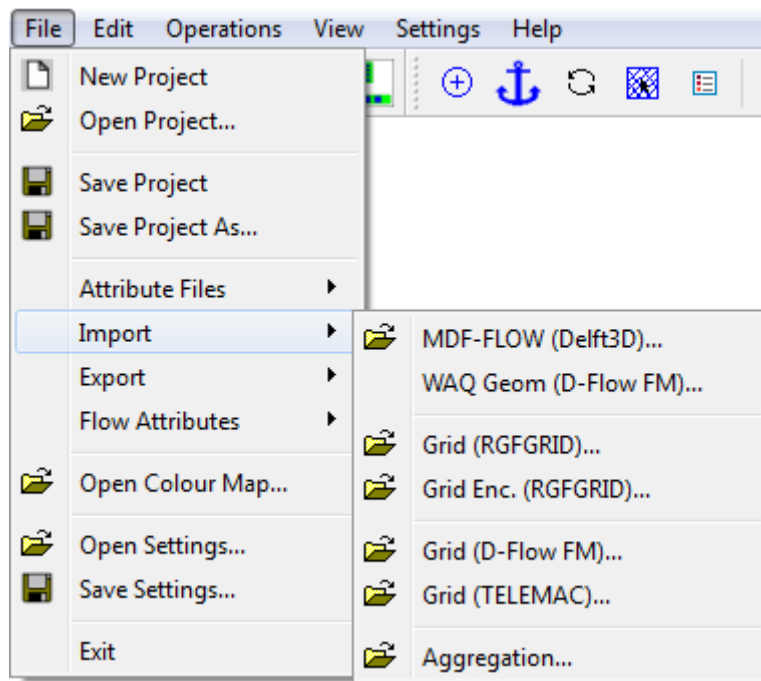 File Edit Operations View Settings Help
New Project
Open Project...
Save Project
Save Project As...
Attribute Files
Import
Export
Flow Attributes
Open Colour Map...
Open Settings...
Save Settings...
Exit
MDF-FLOW (Delft3D)...
WAQ Geom (D-Flow FM)...
Grid (RGFGRID)...
Grid Enc. (RGFGRID)...
Grid (D-Flow FM)...
Grid (TELEMAC)...
Aggregation...